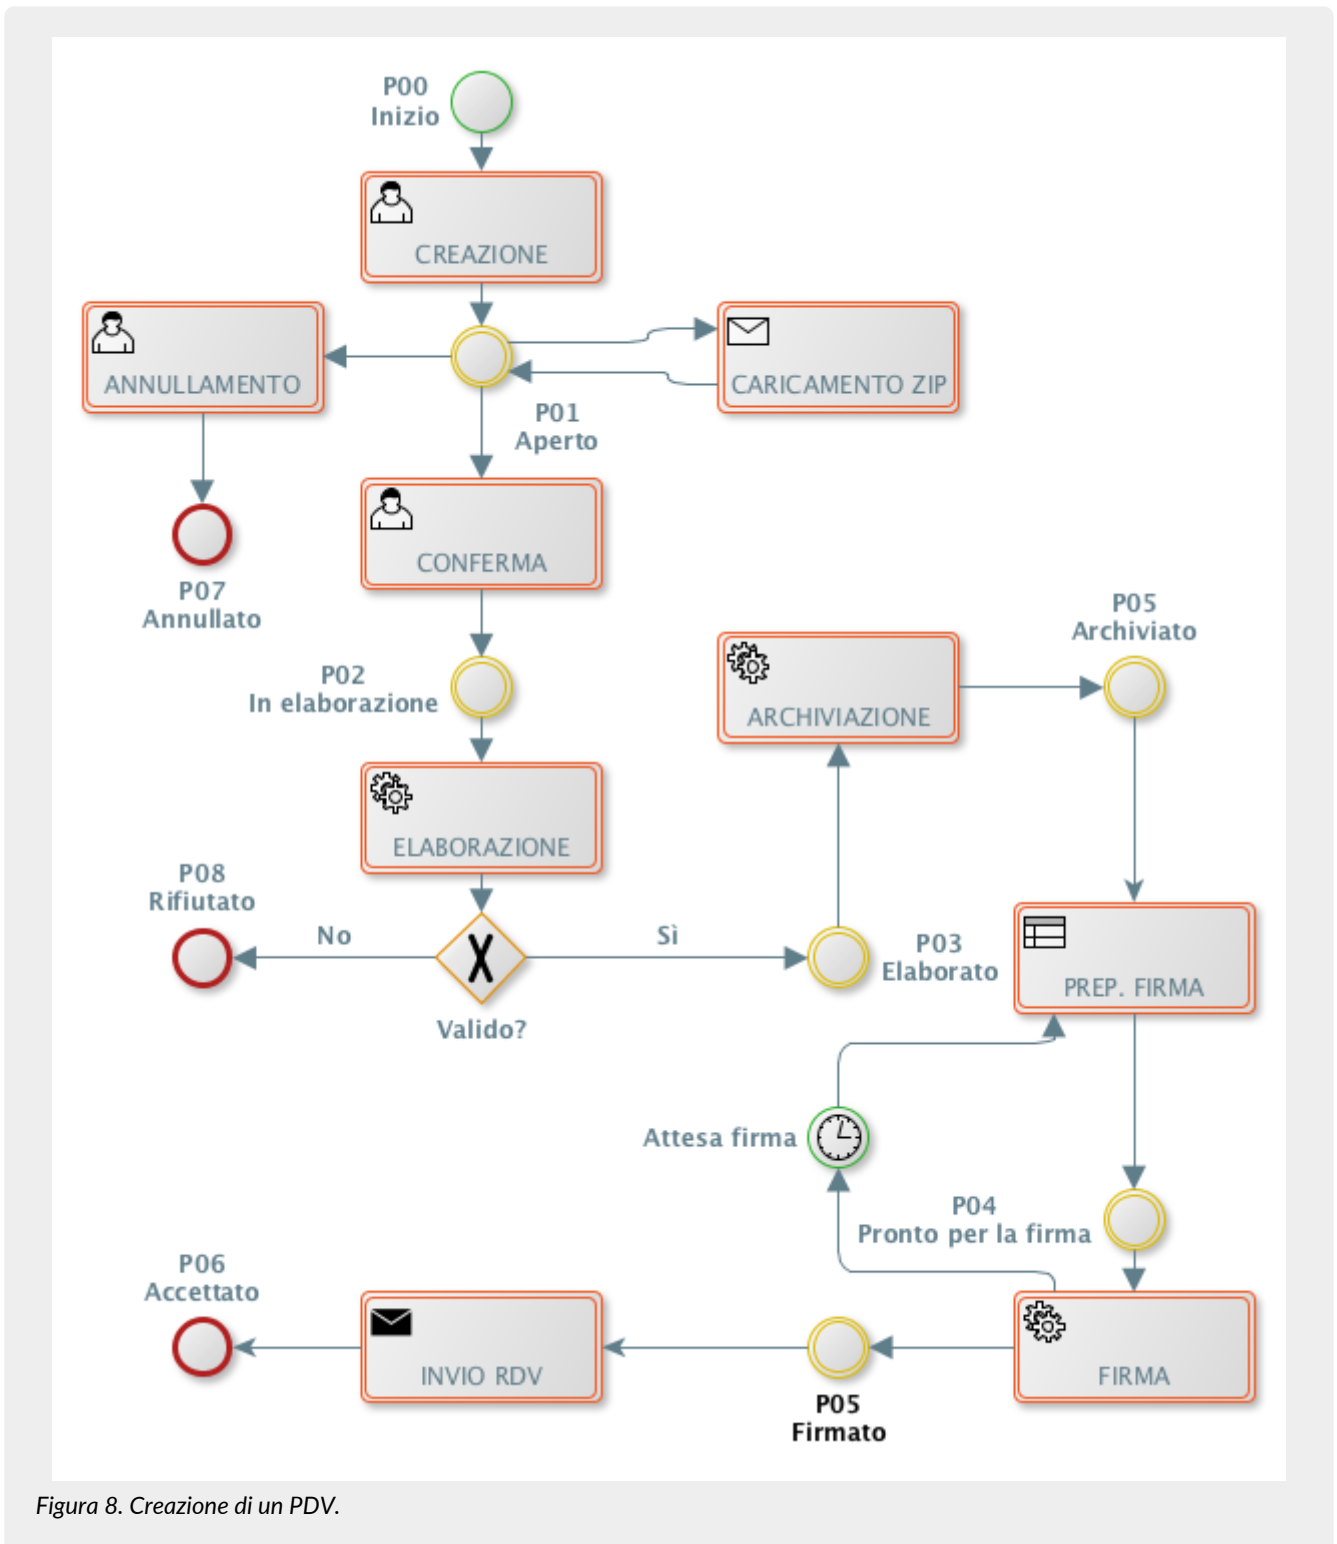 P00
Inizio
CREAZIONE
ANNULLAMENTO
CARICAMENTO ZIP
P01
Aperto
CONFERMA
P07
Annullato
P05
Archiviato
P02
In elaborazione
ARCHIVIAZIONE
ELABORAZIONE
P08
Rifiutato
No
Sì
P03
Elaborato
PREP. FIRMA
Valido?
Attesa firma
P04
Pronto per la firma
P06
Accettato
INVIO RDV
FIRMA
P05
Firmato
Figura 8. Creazione di un PDV.